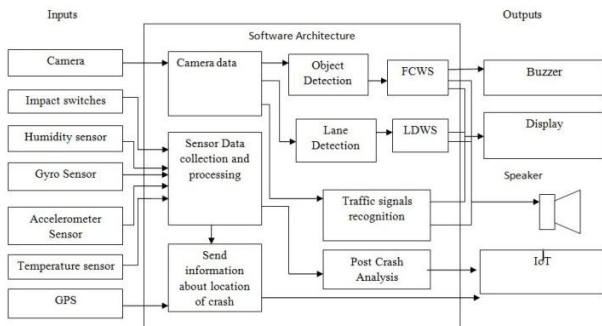 Inputs
Outputs
Software Architecture
Camera
Impact switches
Humidity sensor
Gyro Sensor
Accelerometer
Sensor
Temperature sensor
GPS
Camera data
Sensor Data
collection and
processing
Send
information
about location
of crash
Object
Detection
FCWS
Lane
Detection
LDWS
Traffic signals
recognition
Post Crash
Analysis
Buzzer
Display
Speaker
IoT